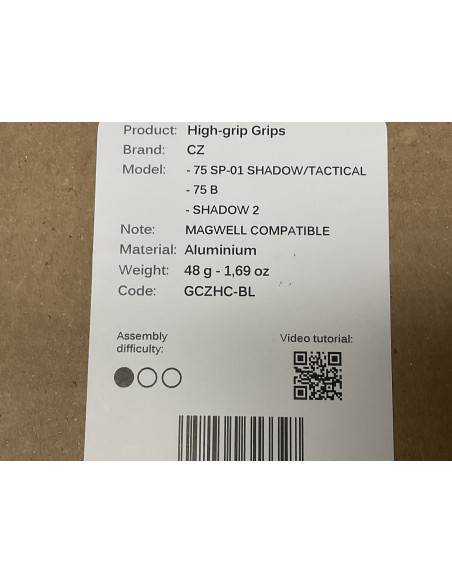 Product: High-grip Grips
Brand: CZ
Model: - 75 SP-01 SHADOW/TACTICAL
- 75 B
- SHADOW 2
Note: MAGWELL COMPATIBLE
Material: Aluminium
Weight: 48 g - 1,69 oz
Code: GCZHC-BL
Assembly
difficulty:
Video tutorial: